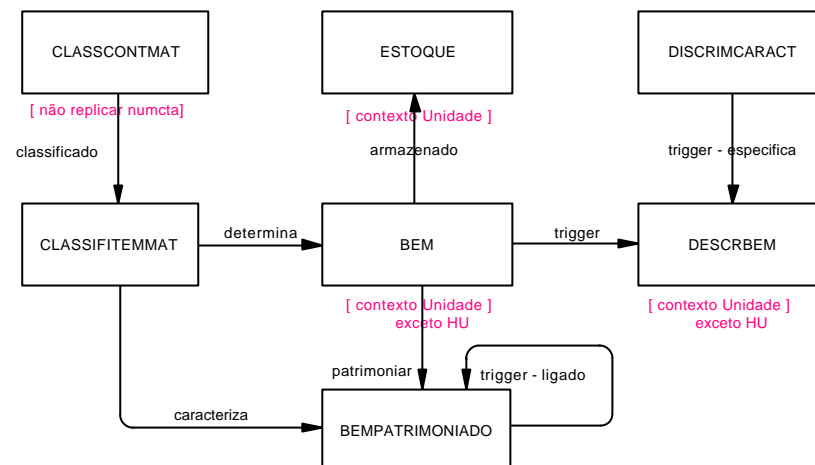 CLASSCONTMAT
ESTOQUE
DISCRIMCARACT
[ não replicar numcta]
[ contexto Unidade ]
classificado
armazenado
trigger - especifica
CLASSIFITEMMAT
determina
BEM
trigger
DESCRBEM
[ contexto Unidade ]
exceto HU
[ contexto Unidade ]
exceto HU
patrimoniar
trigger - ligado
caracteriza
BEMPATRIMONIADO